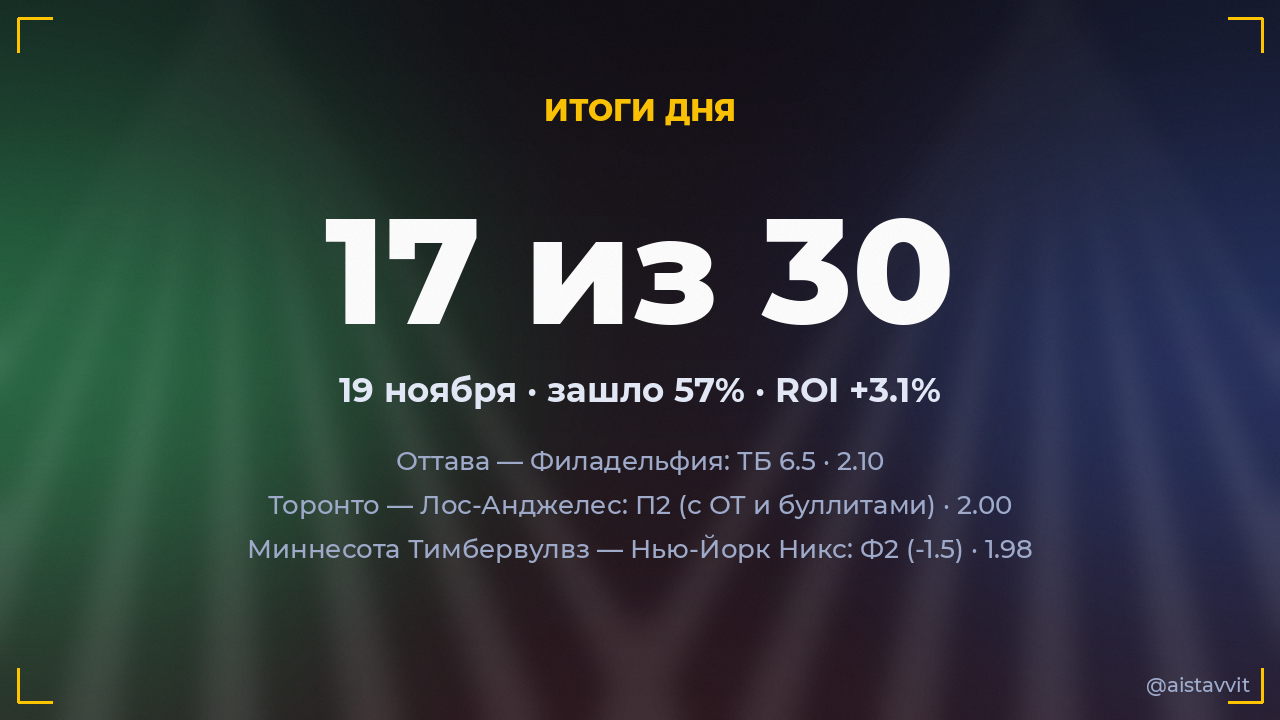 ИТОГИ ДНЯ
17 из 30
19 ноября · зашло 57% · ROI +3.1%
Оттава — Филадельфия: ТБ 6.5 · 2.10
Торонто — Лос-Анджелес: П2 (с ОТ и буллитами) · 2.00
Миннесота Тимбервулвз — Нью-Йорк Никс: Ф2 (-1.5) · 1.98
@aistavvit